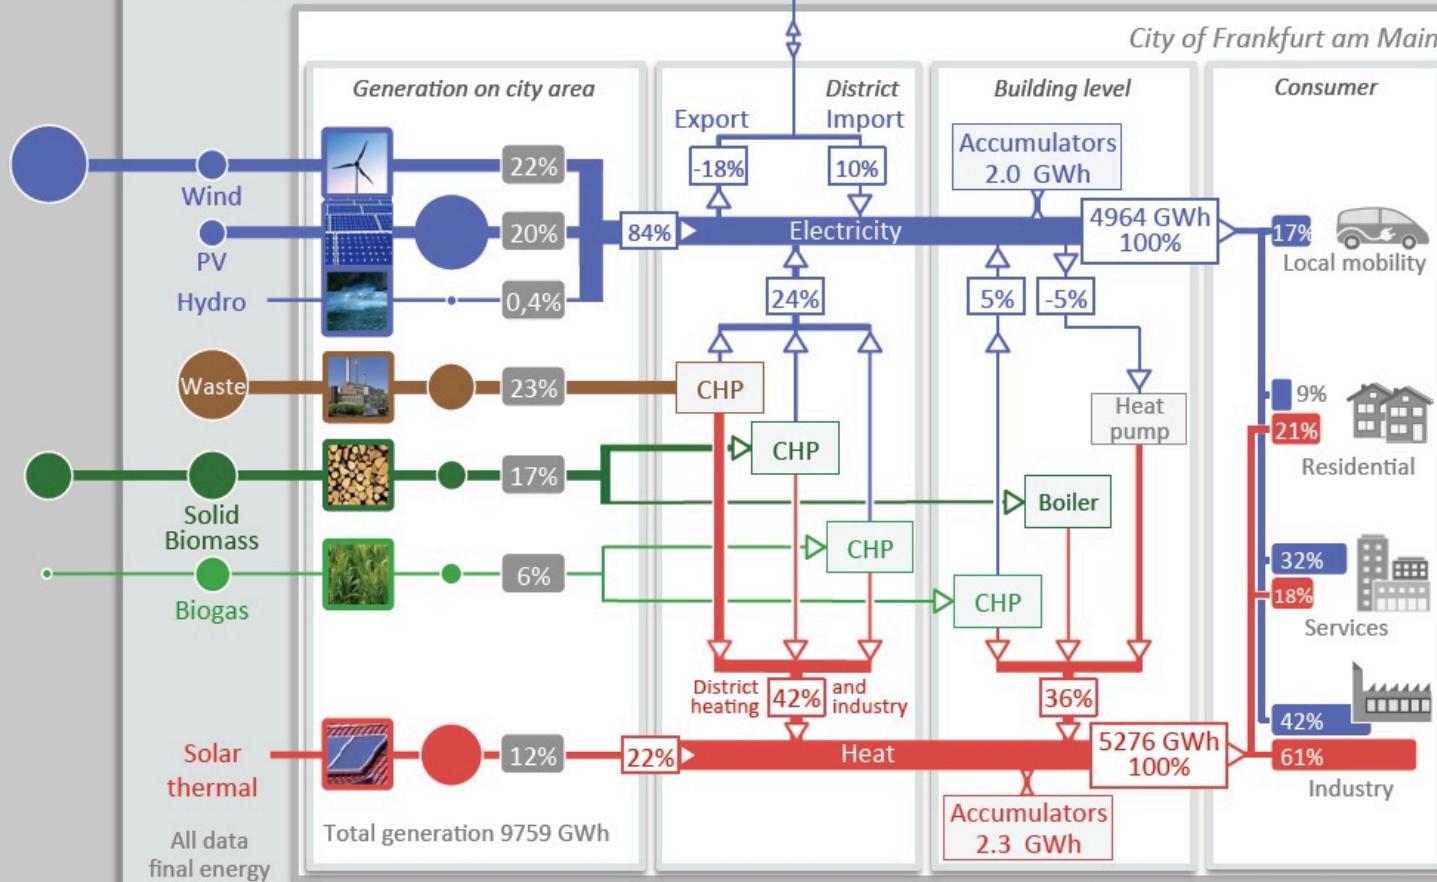 City of Frankfurt am Main
Generation on city area
District
Building level
Consumer
Export
Import
-18%
10%
Accumulators
2.0 GWh
Wind
22%
PV
20%
84%
Electricity
4964 GWh
100%
17%
Local mobility
Hydro
0,4%
24%
5%
-5%
Waste
23%
CHP
Heat
pump
9%
21%
Residential
Solid
Biomass
17%
CHP
Boiler
Biogas
6%
CHP
CHP
32%
18%
Services
District
heating
42%
and
industry
36%
Solar
thermal
12%
22%
Heat
5276 GWh
100%
42%
61%
Industry
Accumulators
2.3 GWh
Total generation 9759 GWh
All data
final energy